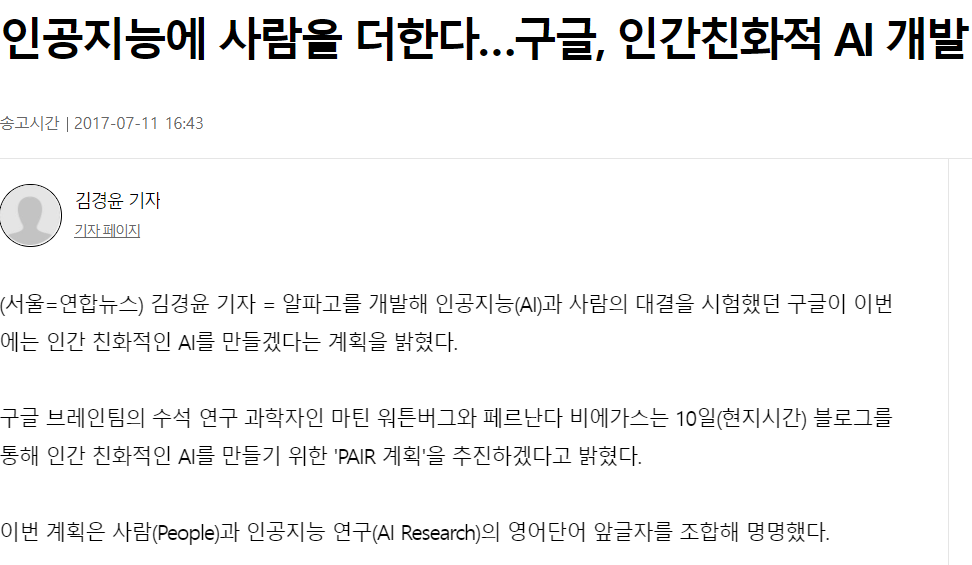 인공지능에 사람을 더한다…구글, 인간친화적 AI 개발
송고시간 | 2017-07-11 16:43
김경윤 기자
기자 페이지
(서울=연합뉴스) 김경윤 기자 = 알파고를 개발해 인공지능(AI)과 사람의 대결을 시험했던 구글이 이번
에는 인간 친화적인 AI를 만들겠다는 계획을 밝혔다.
구글 브레인팀의 수석 연구 과학자인 마틴 워튼버그와 페르난다 비에가스는 10일(현지시간) 블로그를
통해 인간 친화적인 AI를 만들기 위한 'PAIR 계획'을 추진하겠다고 밝혔다.
이번 계획은 사람(People)과 인공지능 연구(AI Research)의 영어단어 앞글자를 조합해 명명했다.